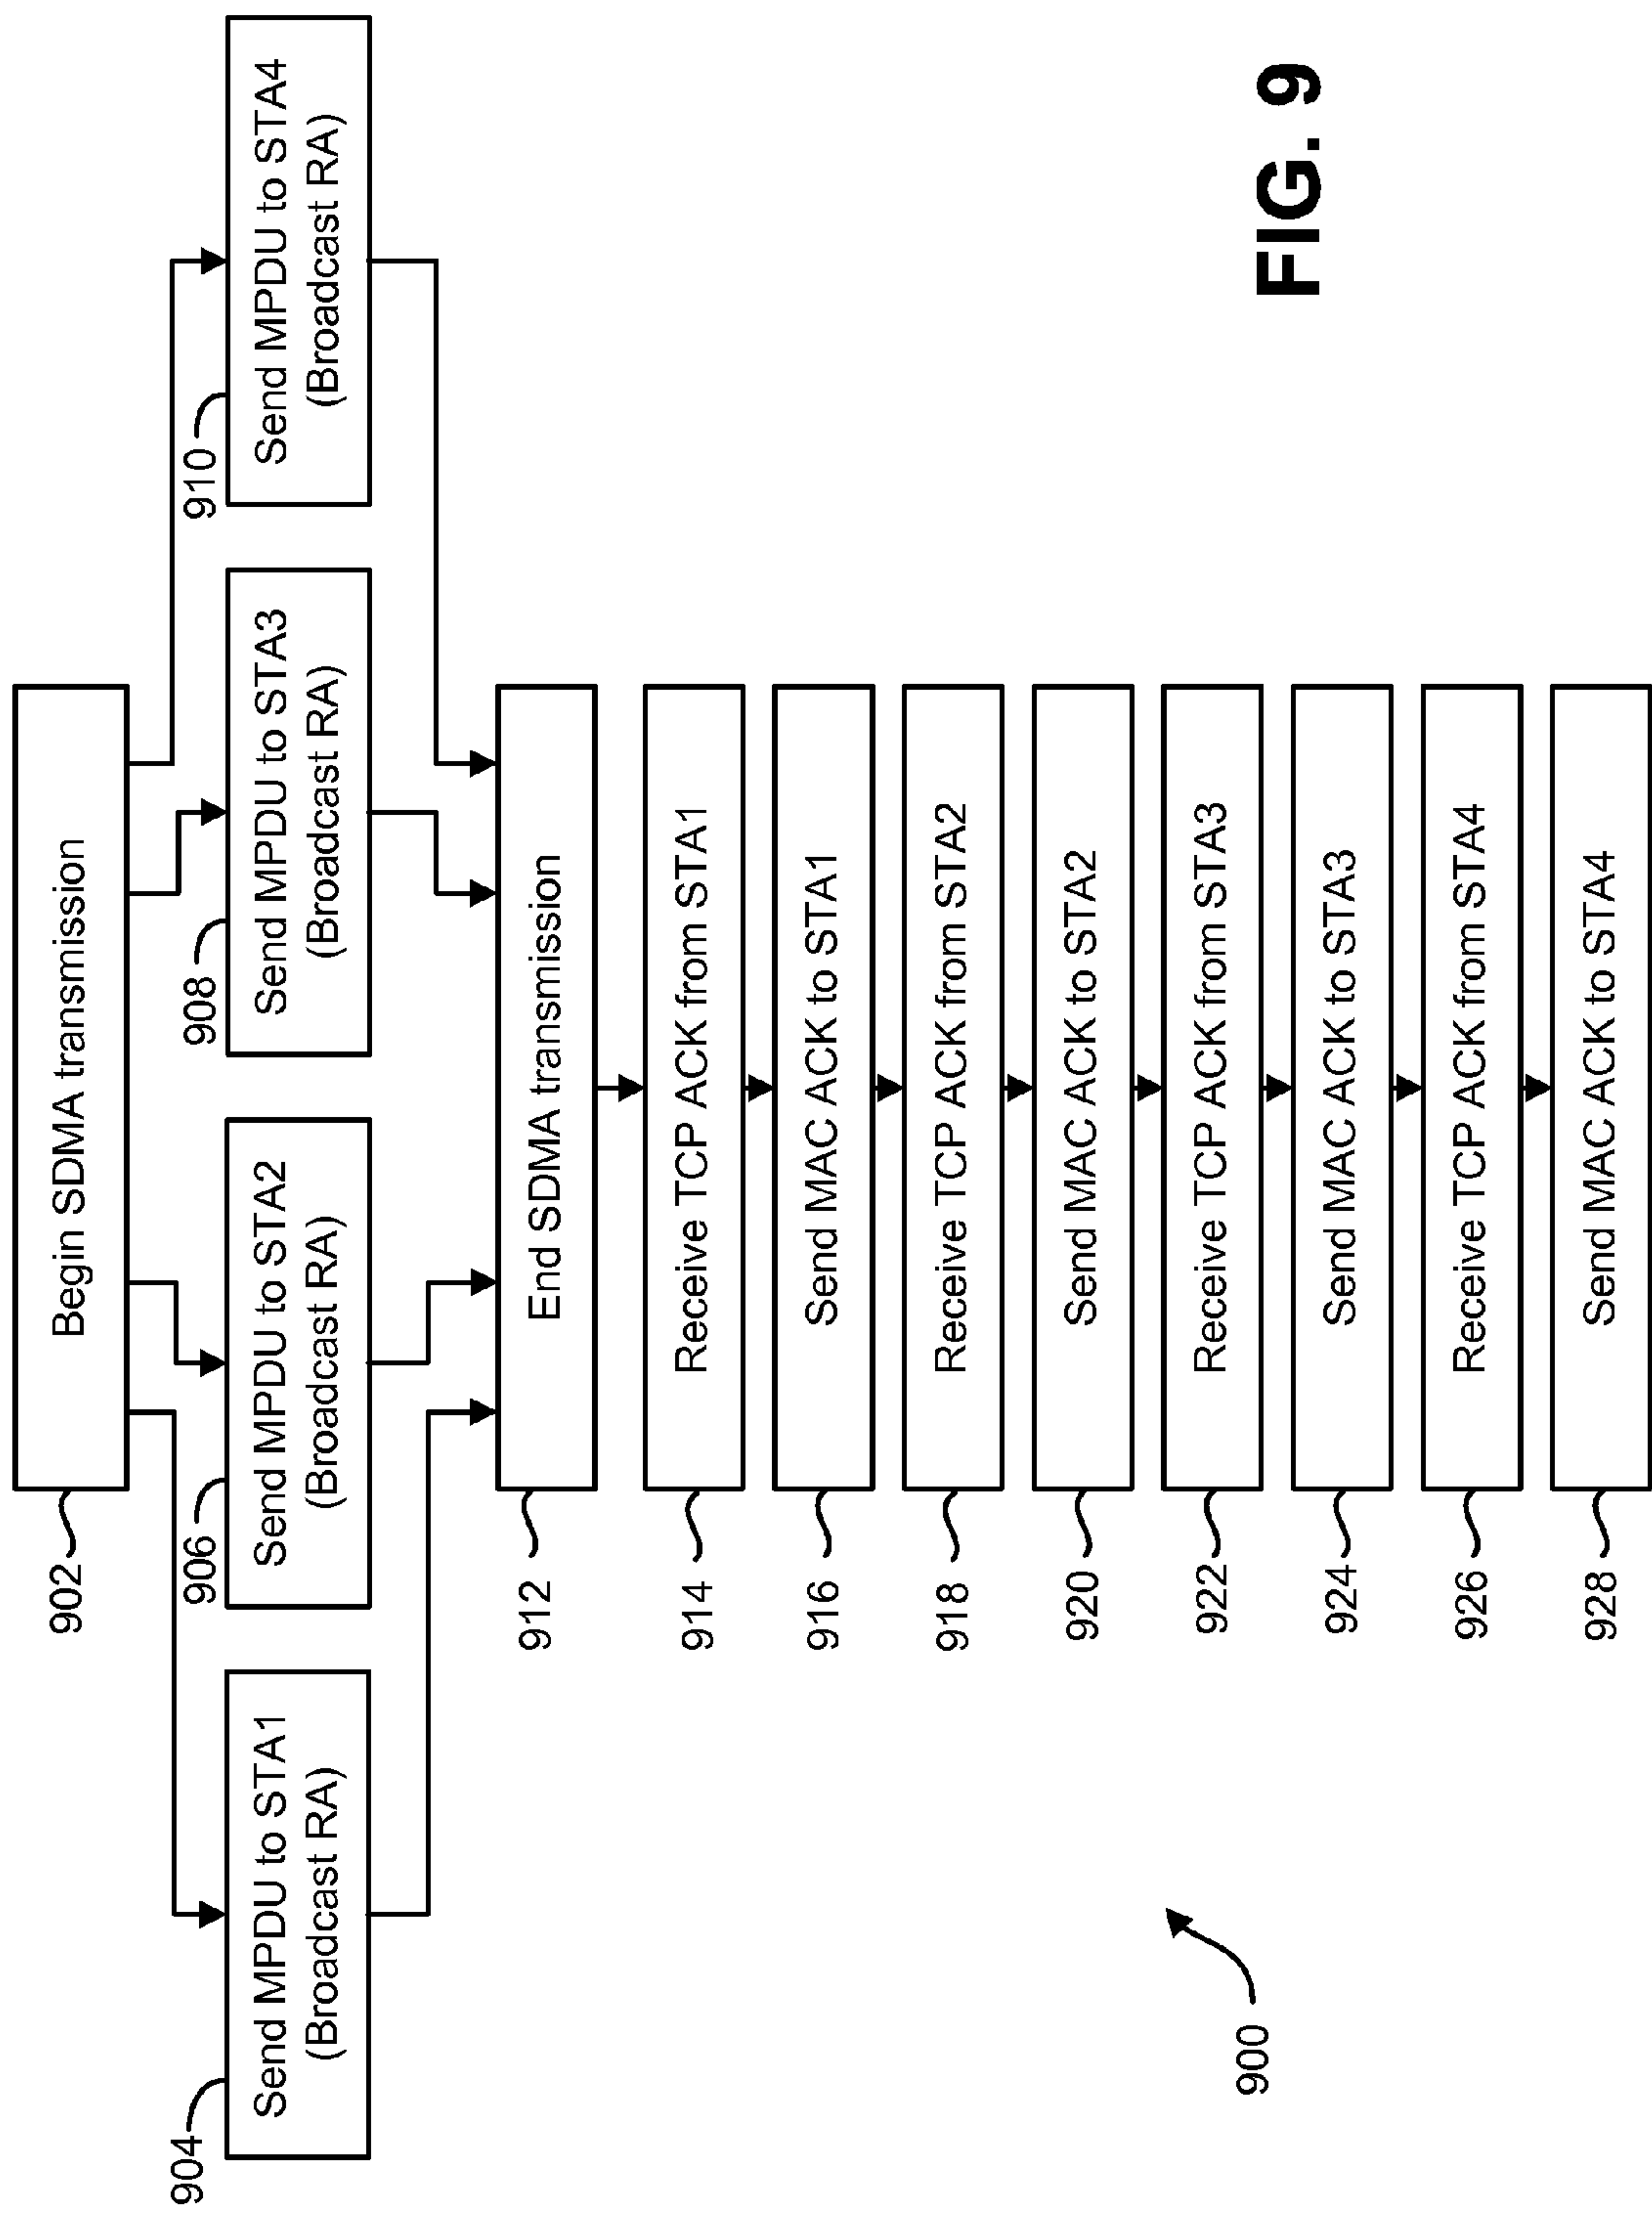 902
Begin SDMA transmission
904
Send MPDU to STA1
(Broadcast RA)
906
Send MPDU to STA2
(Broadcast RA)
908
Send MPDU to STA3
(Broadcast RA)
910
Send MPDU to STA4
(Broadcast RA)
912
End SDMA transmission
914
Receive TCP ACK from STA1
916
Send MAC ACK to STA1
918
Receive TCP ACK from STA2
920
Send MAC ACK to STA2
922
Receive TCP ACK from STA3
924
Send MAC ACK to STA3
926
Receive TCP ACK from STA4
928
Send MAC ACK to STA4
900
FIG. 9